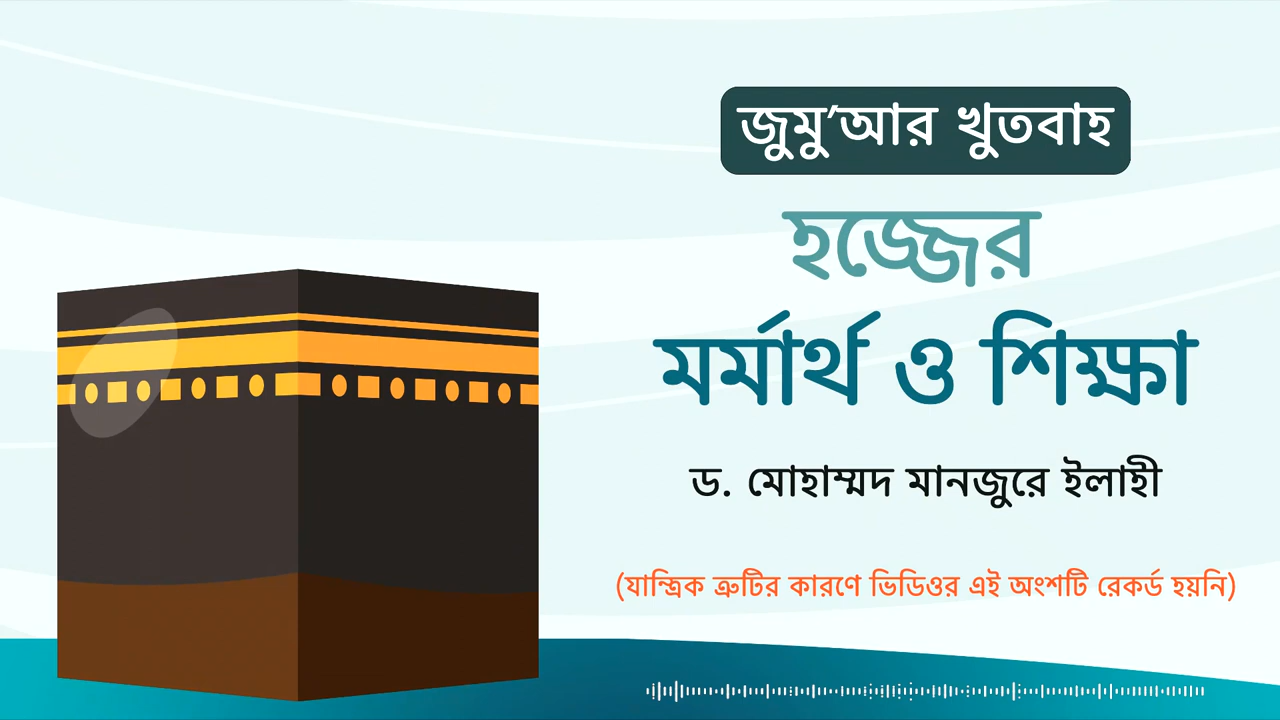 জুমু’আর খুতবাহ
হজ্জের
মর্মার্থ ও শিক্ষা
ড. মোহাম্মদ মানজুরে ইলাহী
(যান্ত্রিক ত্রুটির কারণে ভিডিওর এই অংশটি রেকর্ড হয়নি)